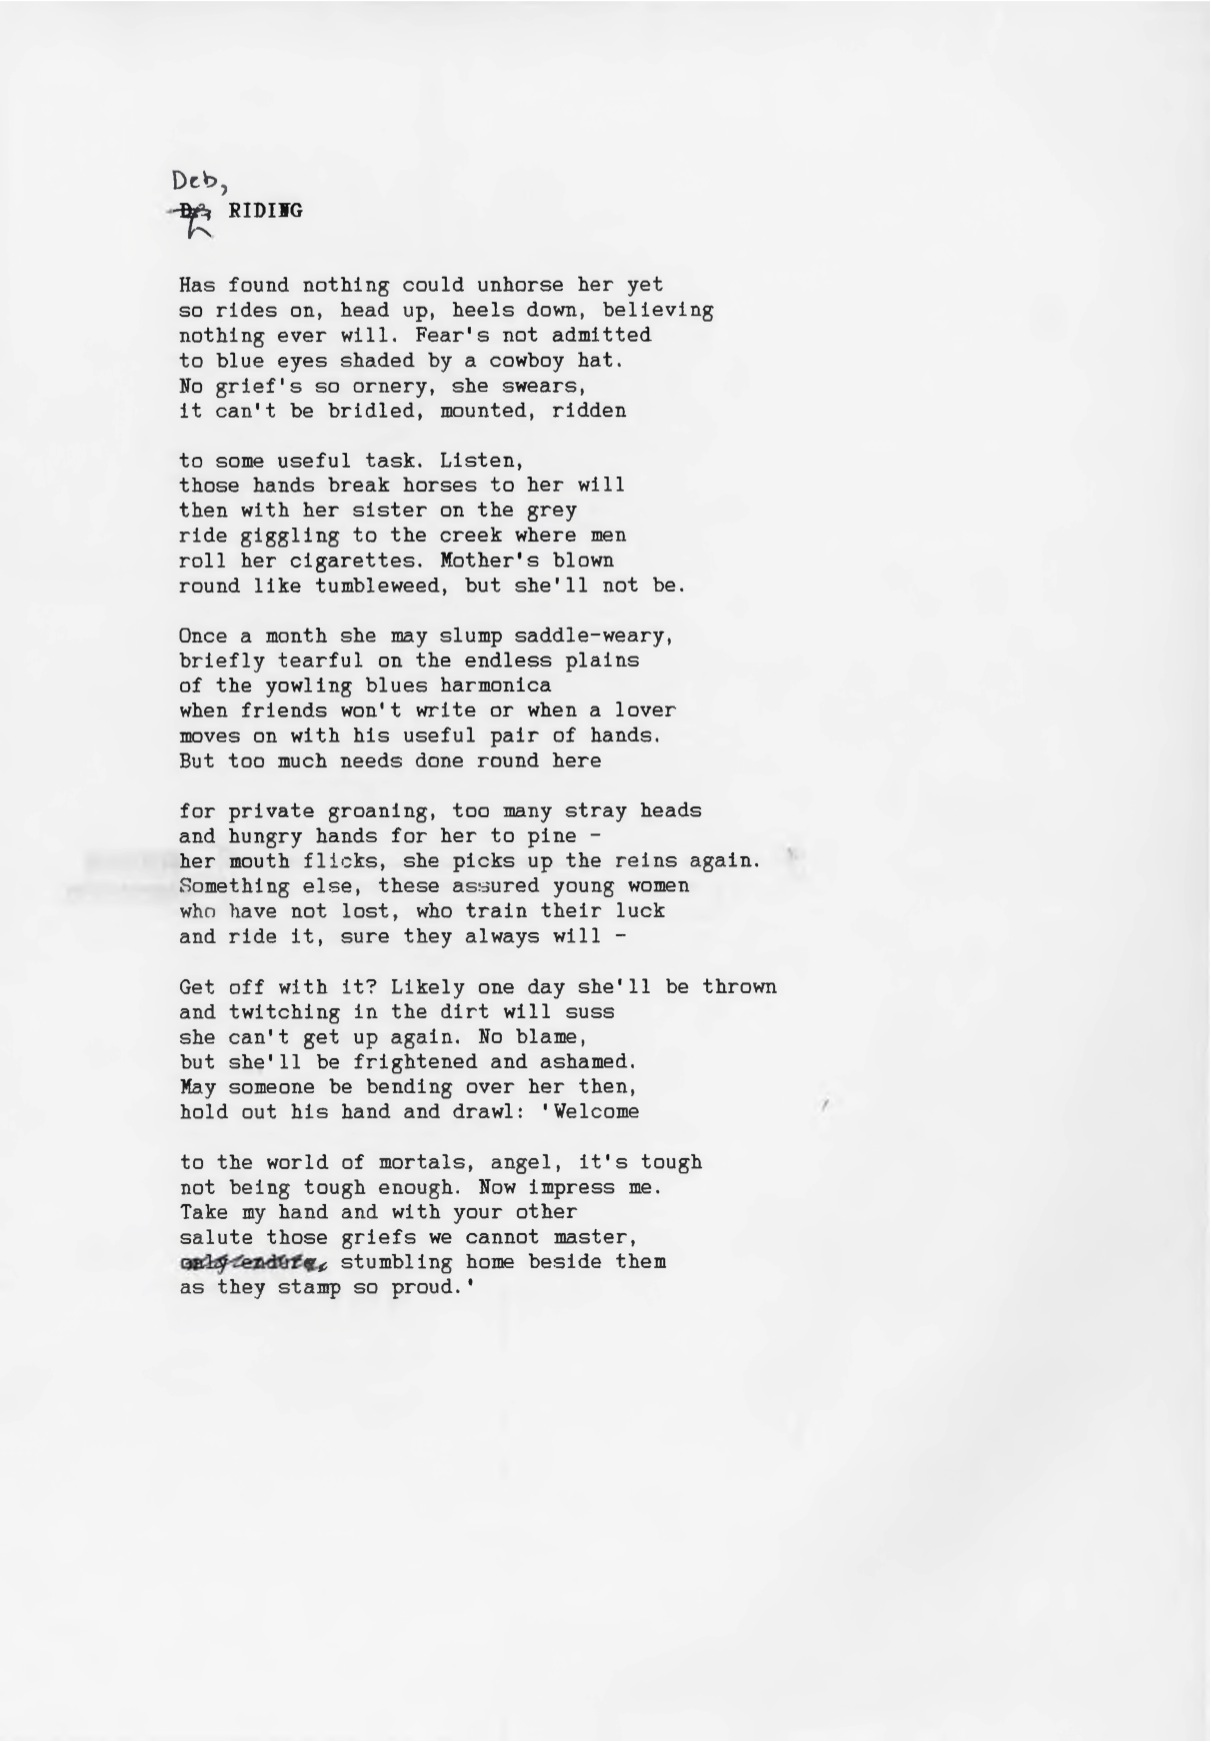 Deb,
RIDING
Has found nothing could unhorse her yet
so rides on, head up, heels down, believing
nothing ever will. Fear's not admitted
to blue eyes shaded by a cowboy hat.
No grief's so ornery, she swears,
it can't be bridled, mounted, ridden
to some useful task. Listen,
those hands break horses to her will
then with her sister on the grey
ride giggling to the creek where men
roll her cigarettes. Mother's blown
round like tumbleweed, but she'll not be.
Once a month she may slump saddle-weary,
briefly tearful on the endless plains
of the yowling blues harmonica
when friends won't write or when a lover
moves on with his useful pair of hands.
But too much needs done round here
for private groaning, too many stray heads
and hungry hands for her to pine -
her mouth flicks, she picks up the reins again.
Something else, these assured young women
who have not lost, who train their luck
and ride it, sure they always will -
Get off with it? Likely one day she'll be thrown
and twitching in the dirt will suss
she can't get up again. No blame,
but she'll be frightened and ashamed.
May someone be bending over her then,
hold out his hand and drawl: 'Welcome
to the world of mortals, angel, it's tough
not being tough enough. Now impress me.
Take my hand and with your other
salute those griefs we cannot master,
only endure, stumbling home beside them
as they stamp so proud.'